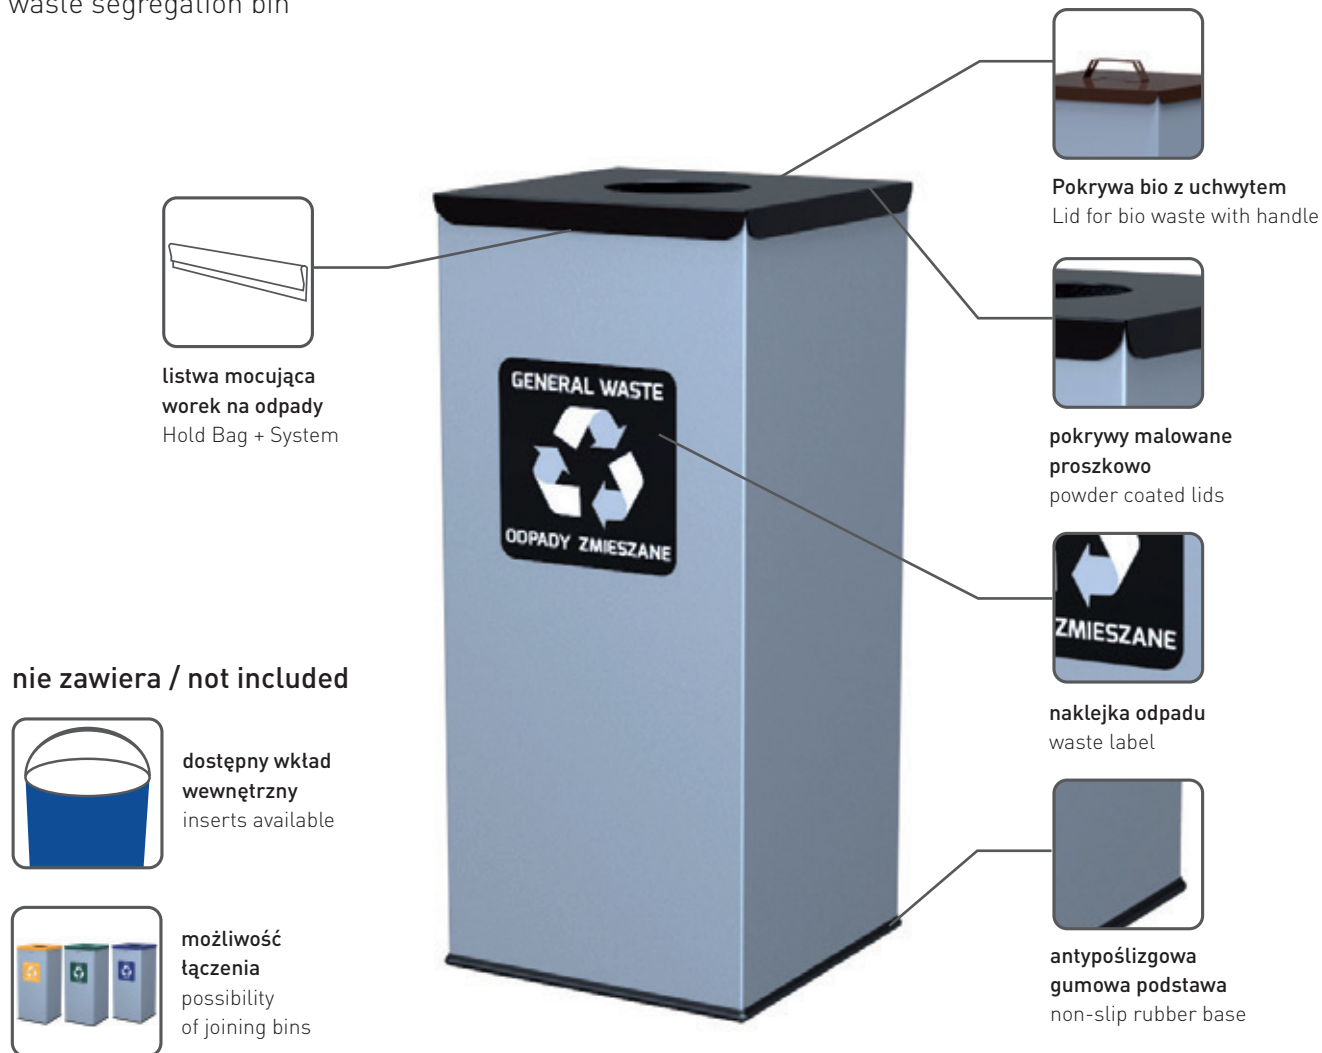 waste segregation bin
Pokrywa bio z uchwytem
Lid for bio waste with handle
listwa mocująca
worek na odpady
Hold Bag + System
GENERAL WASTE
ODPADY ZMIESZANE
pokrywy malowane
proszkowo
powder coated lids
ZMIESZANE
naklejka odpadu
waste label
nie zawiera / not included
dostępny wkład
wewnętrzny
inserts available
możliwość
łączenia
possibility
of joining bins
antypoślizgowa
gumowa podstawa
non-slip rubber base